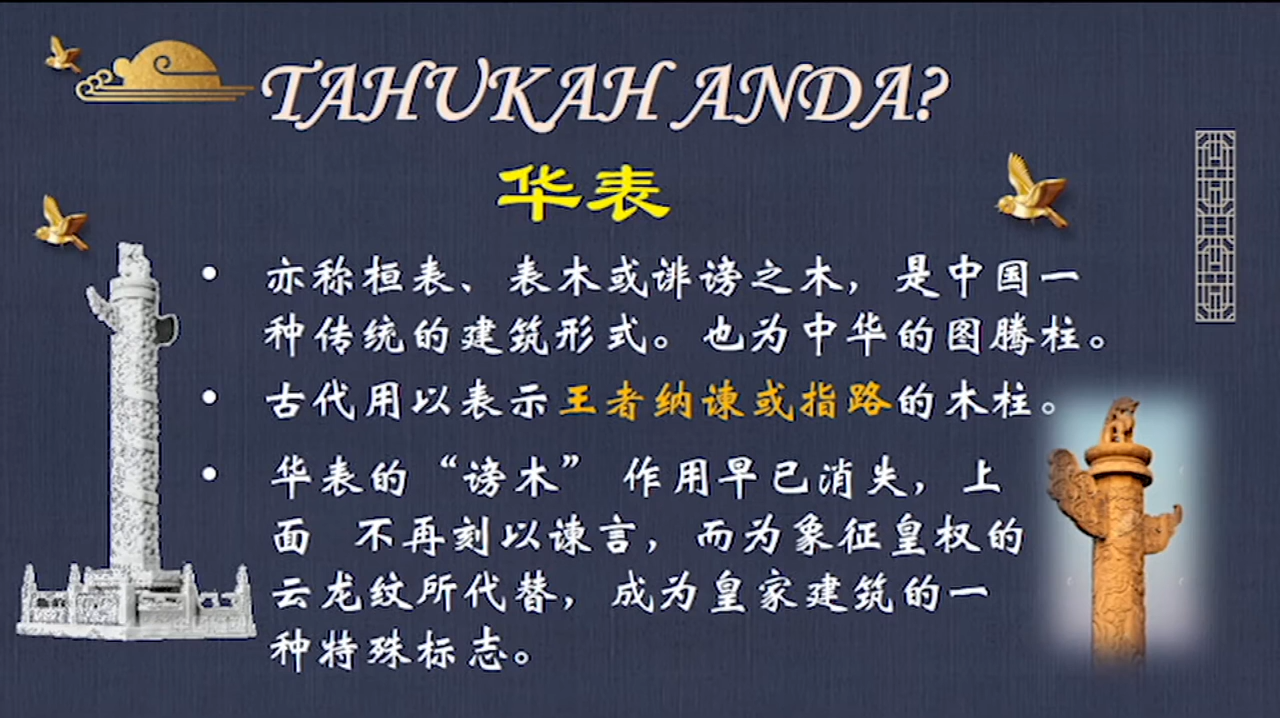 TAHUKAH ANDA?
华表
• 亦称桓表、表木或诽谤之木，是中国一
种传统的建筑形式。也为中华的图腾柱。
• 古代用以表示王者纳谏或指路的木柱。
• 华表的“谤木” 作用早已消失，上
面 不再刻以谏言，而为象征皇权的
云龙纹所代替，成为皇家建筑的一
种特殊标志。